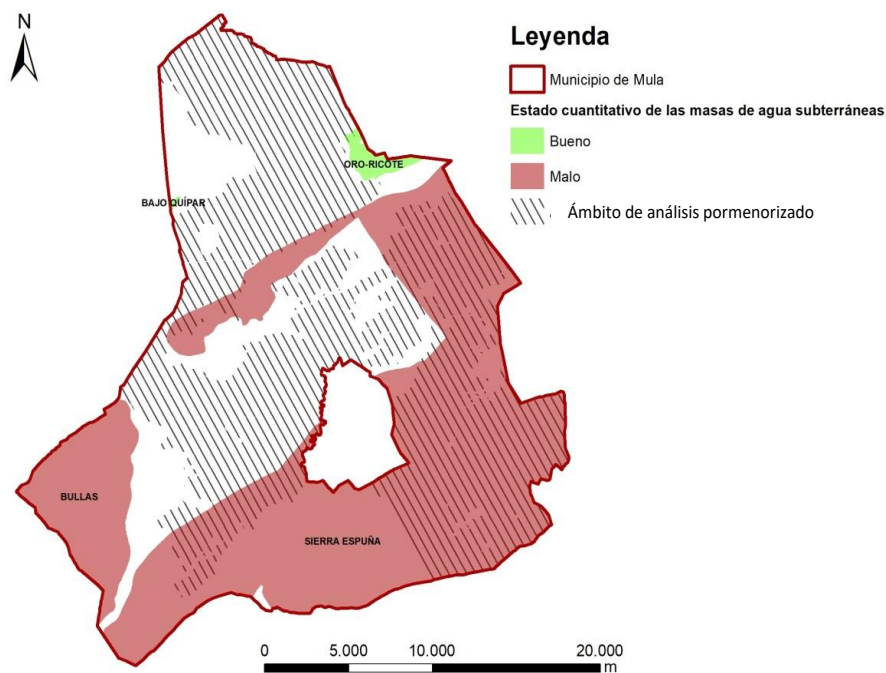 N
Leyenda
Municipio de Mula
Estado cuantitativo de las masas de agua subterráneas
Bueno
Malo
Ámbito de análisis pormenorizado
ORO-RICOTE
BAJO QUÍPAR
BULLAS
SIERRA ESPUÑA
0 5.000 10.000 20.000
m